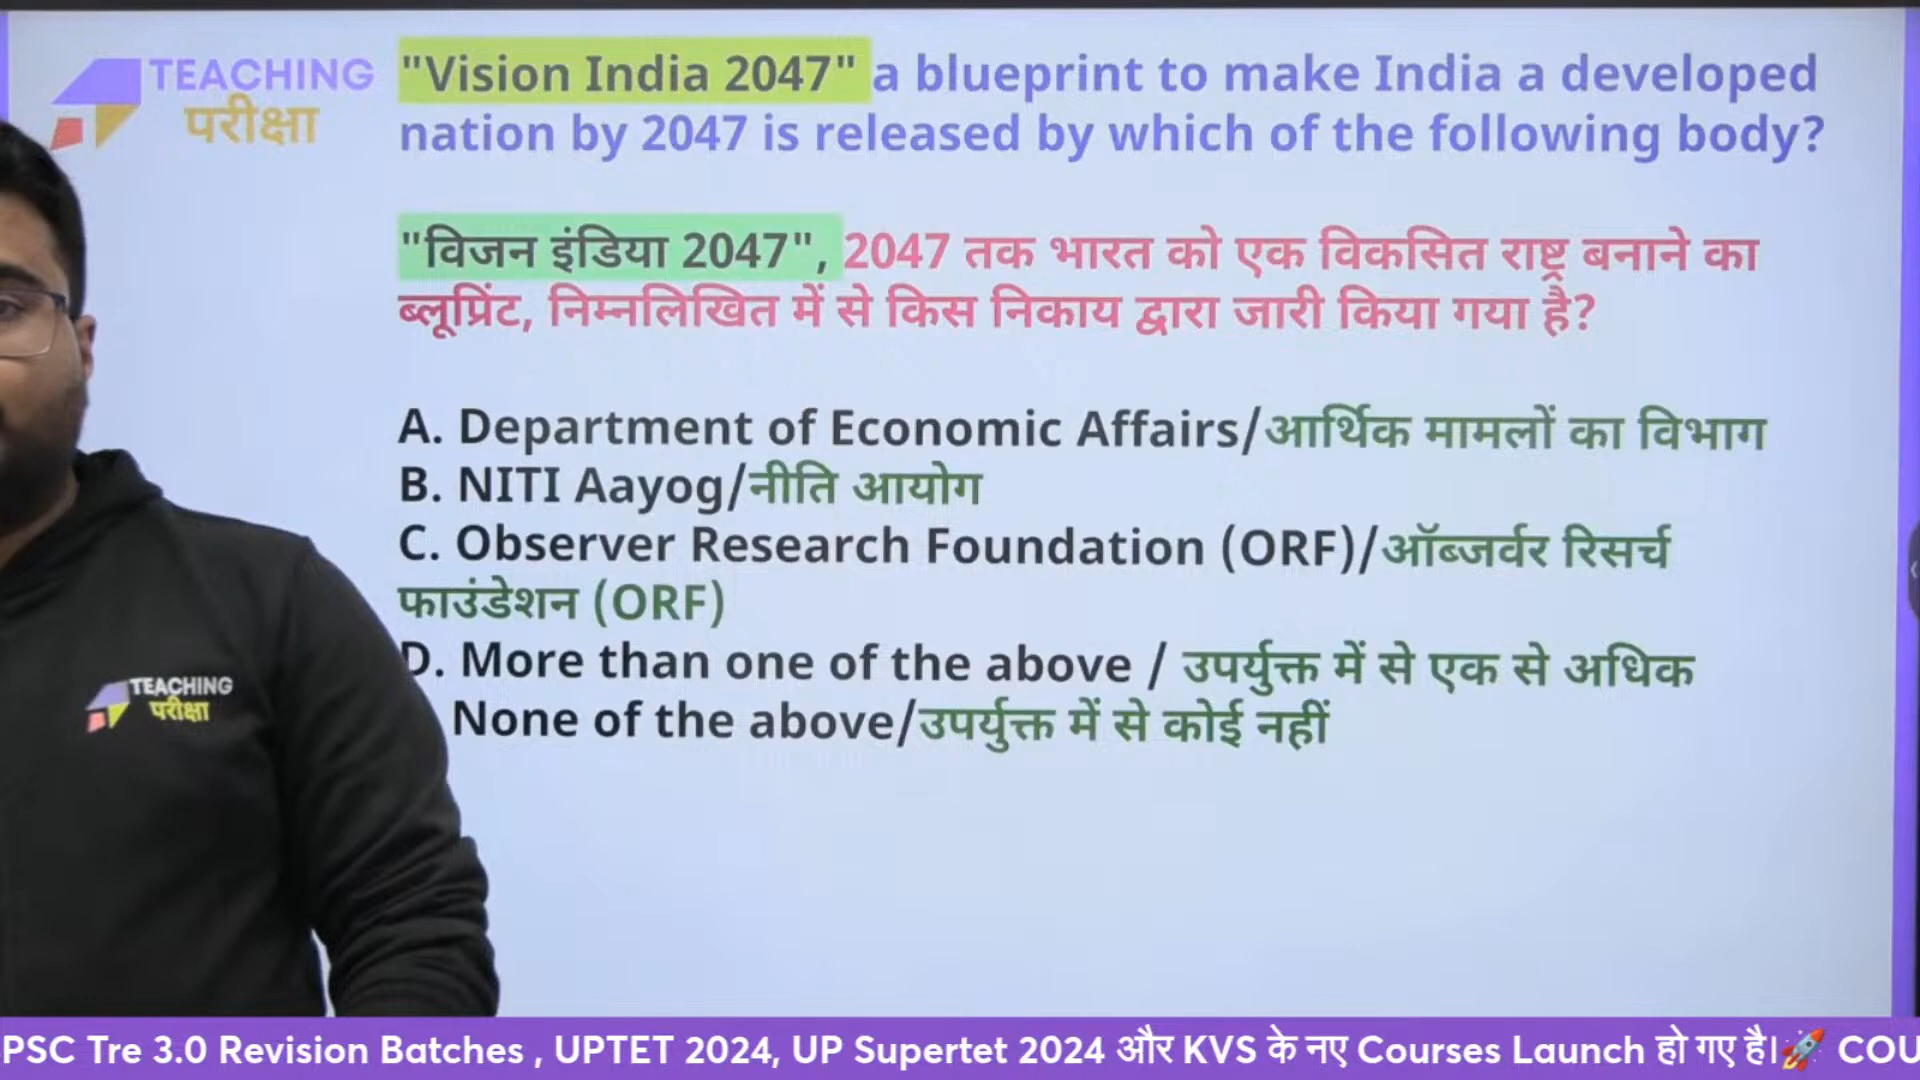 TEACHING
परीक्षा
"Vision India 2047" a blueprint to make India a developed
nation by 2047 is released by which of the following body?
"विजन इंडिया 2047", 2047 तक भारत को एक विकसित राष्ट्र बनाने का
ब्लूप्रिंट, निम्नलिखित में से किस निकाय द्वारा जारी किया गया है?
A. Department of Economic Affairs/आर्थिक मामलों का विभाग
B. NITI Aayog/नीति आयोग
C. Observer Research Foundation (ORF)/ऑब्जर्वर रिसर्च
फाउंडेशन (ORF)
D. More than one of the above / उपर्युक्त में से एक से अधिक
None of the above/उपर्युक्त में से कोई नहीं
TEACHING
परीक्षा
PSC Tre 3.0 Revision Batches , UPTET 2024, UP Supertet 2024 और KVS के नए Courses Launch हो गए है।🚀 COU